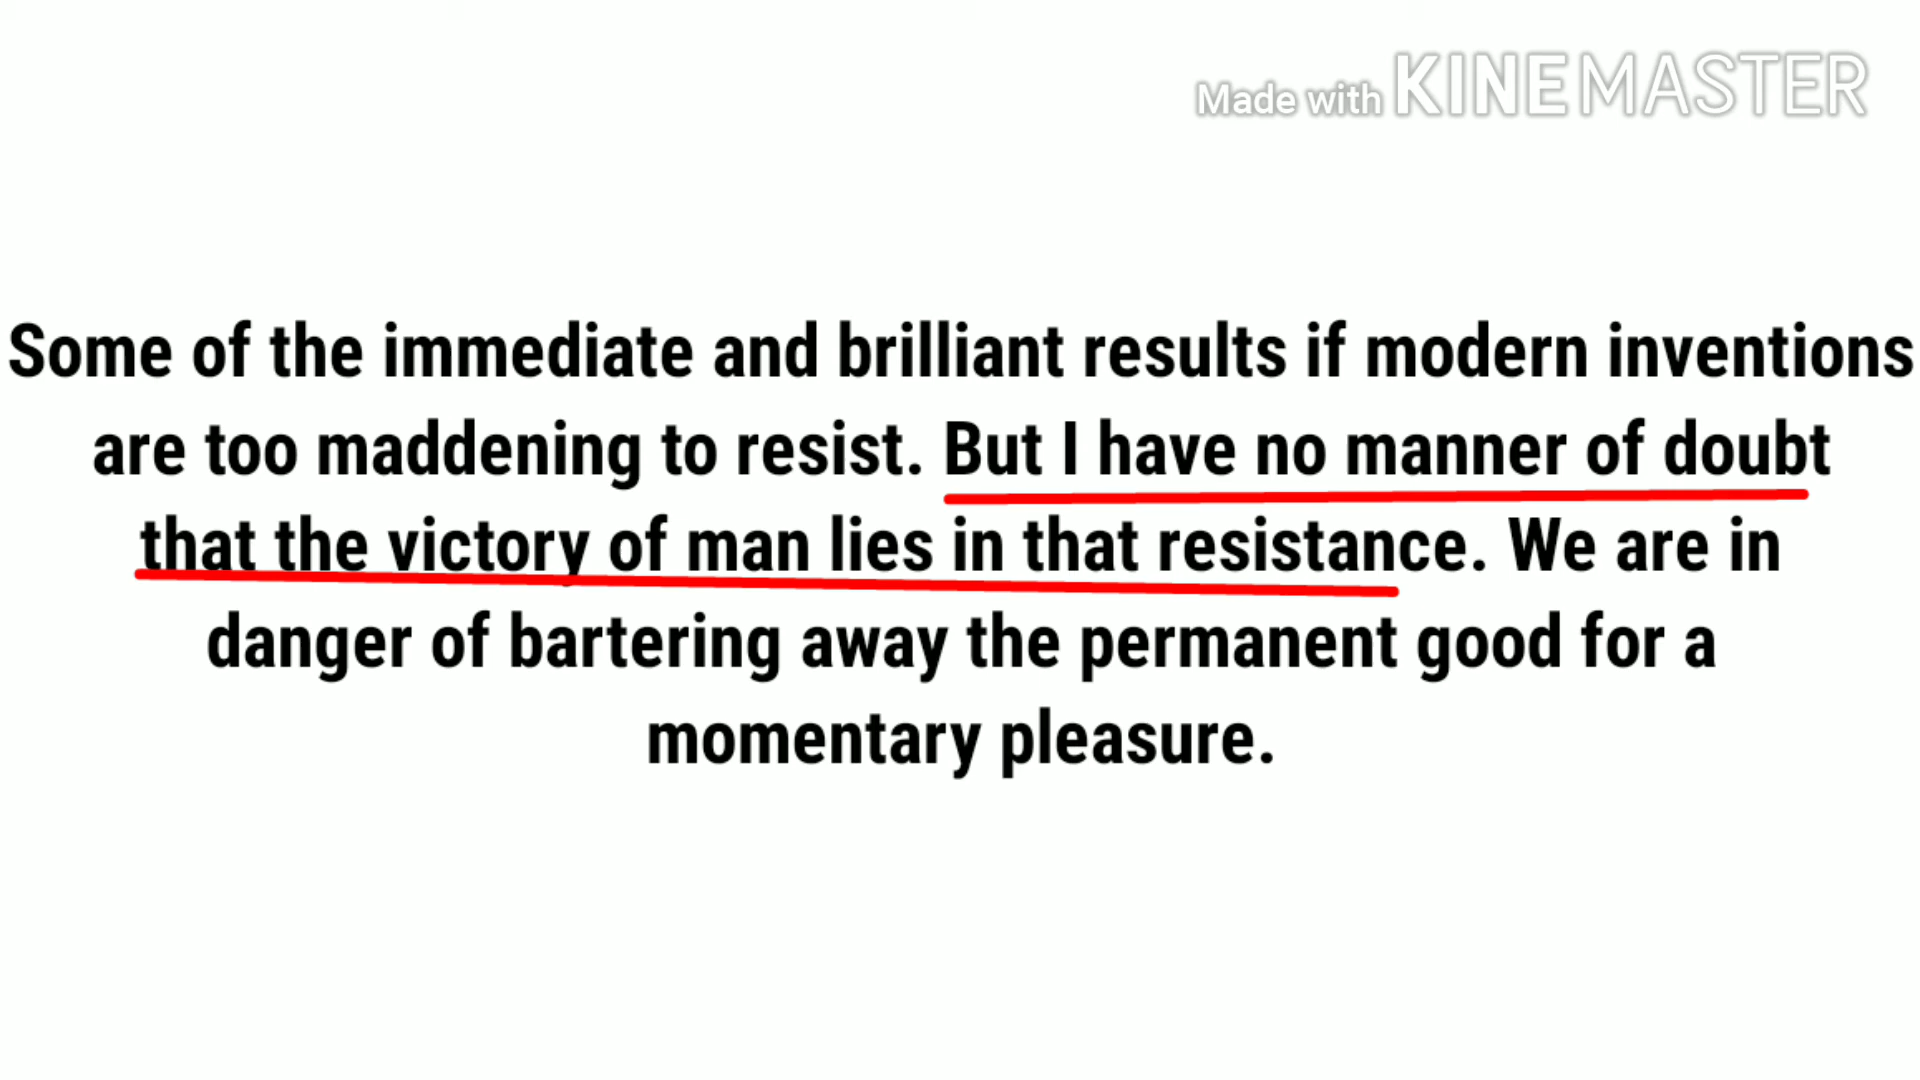 Made with KINEMASTER
Some of the immediate and brilliant results if modern inventions
are too maddening to resist. But I have no manner of doubt
that the victory of man lies in that resistance. We are in
danger of bartering away the permanent good for a
momentary pleasure.